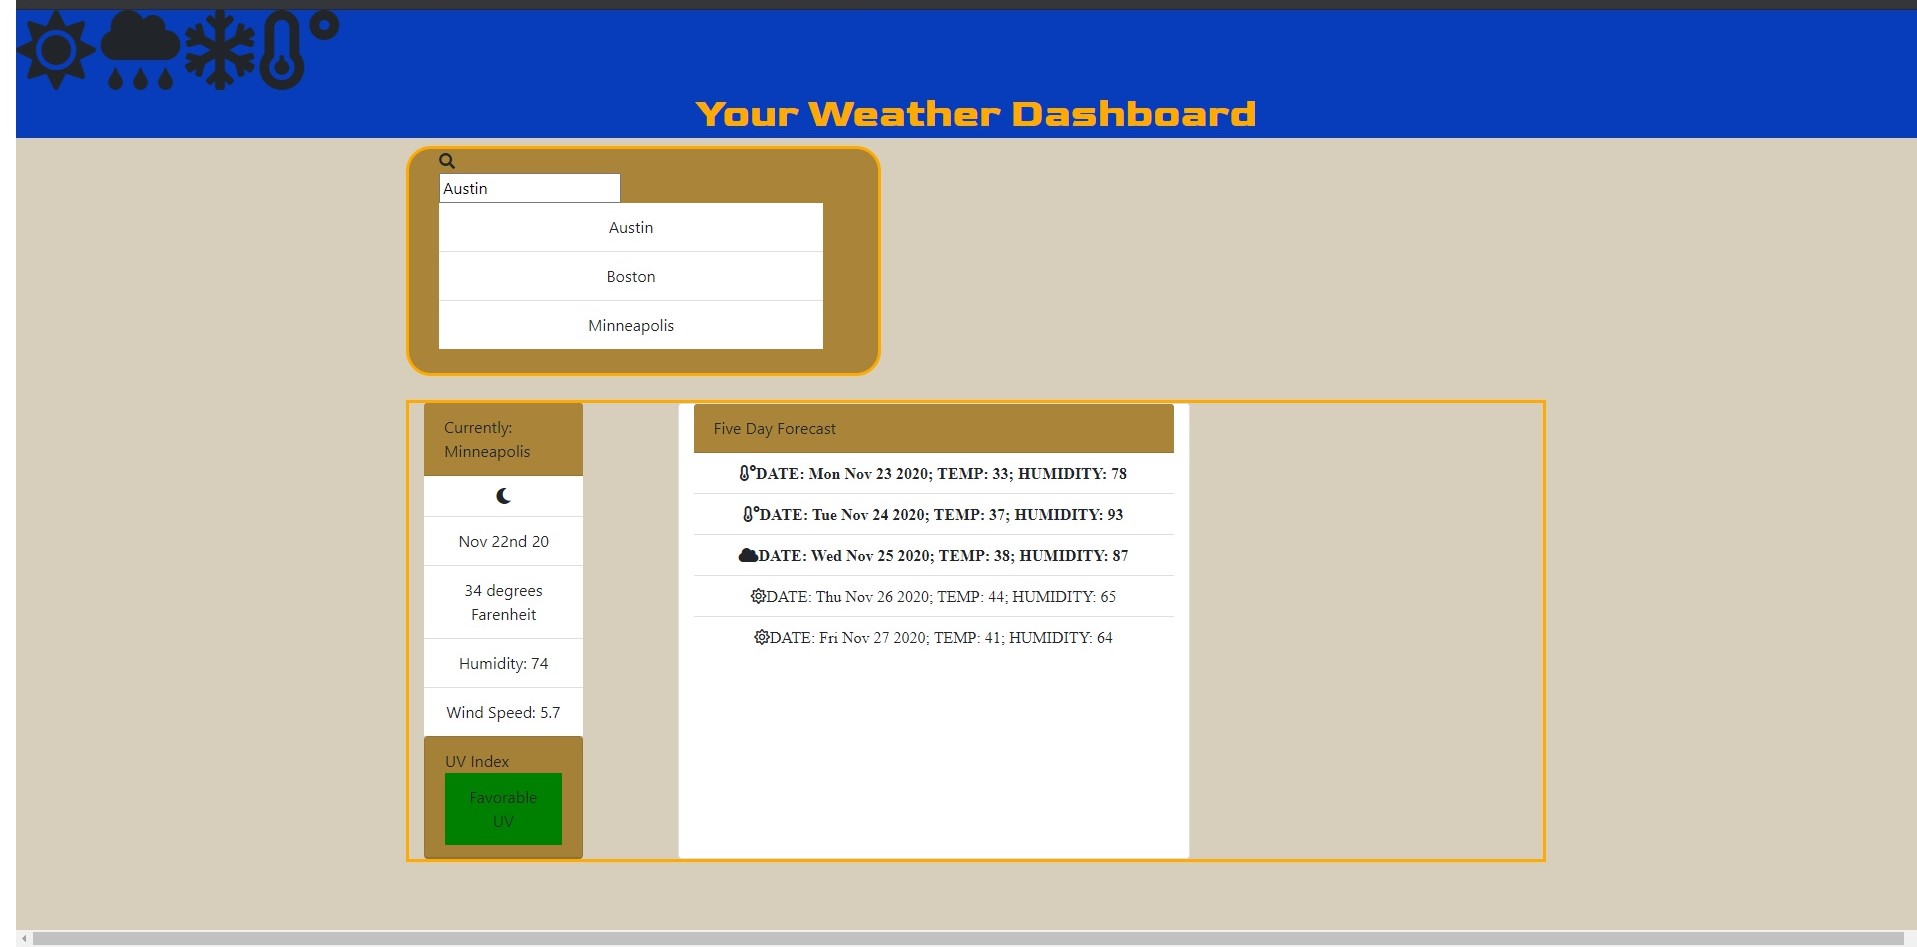 Your Weather Dashboard
Austin
Austin
Boston
Minneapolis
Currently:
Minneapolis
Nov 22nd 20
34 degrees
Farenheit
Humidity: 74
Wind Speed: 5.7
UV Index
Favorable
UV
Five Day Forecast
DATE: Mon Nov 23 2020; TEMP: 33; HUMIDITY: 78
DATE: Tue Nov 24 2020; TEMP: 37; HUMIDITY: 93
DATE: Wed Nov 25 2020; TEMP: 38; HUMIDITY: 87
DATE: Thu Nov 26 2020; TEMP: 44; HUMIDITY: 65
DATE: Fri Nov 27 2020; TEMP: 41; HUMIDITY: 64